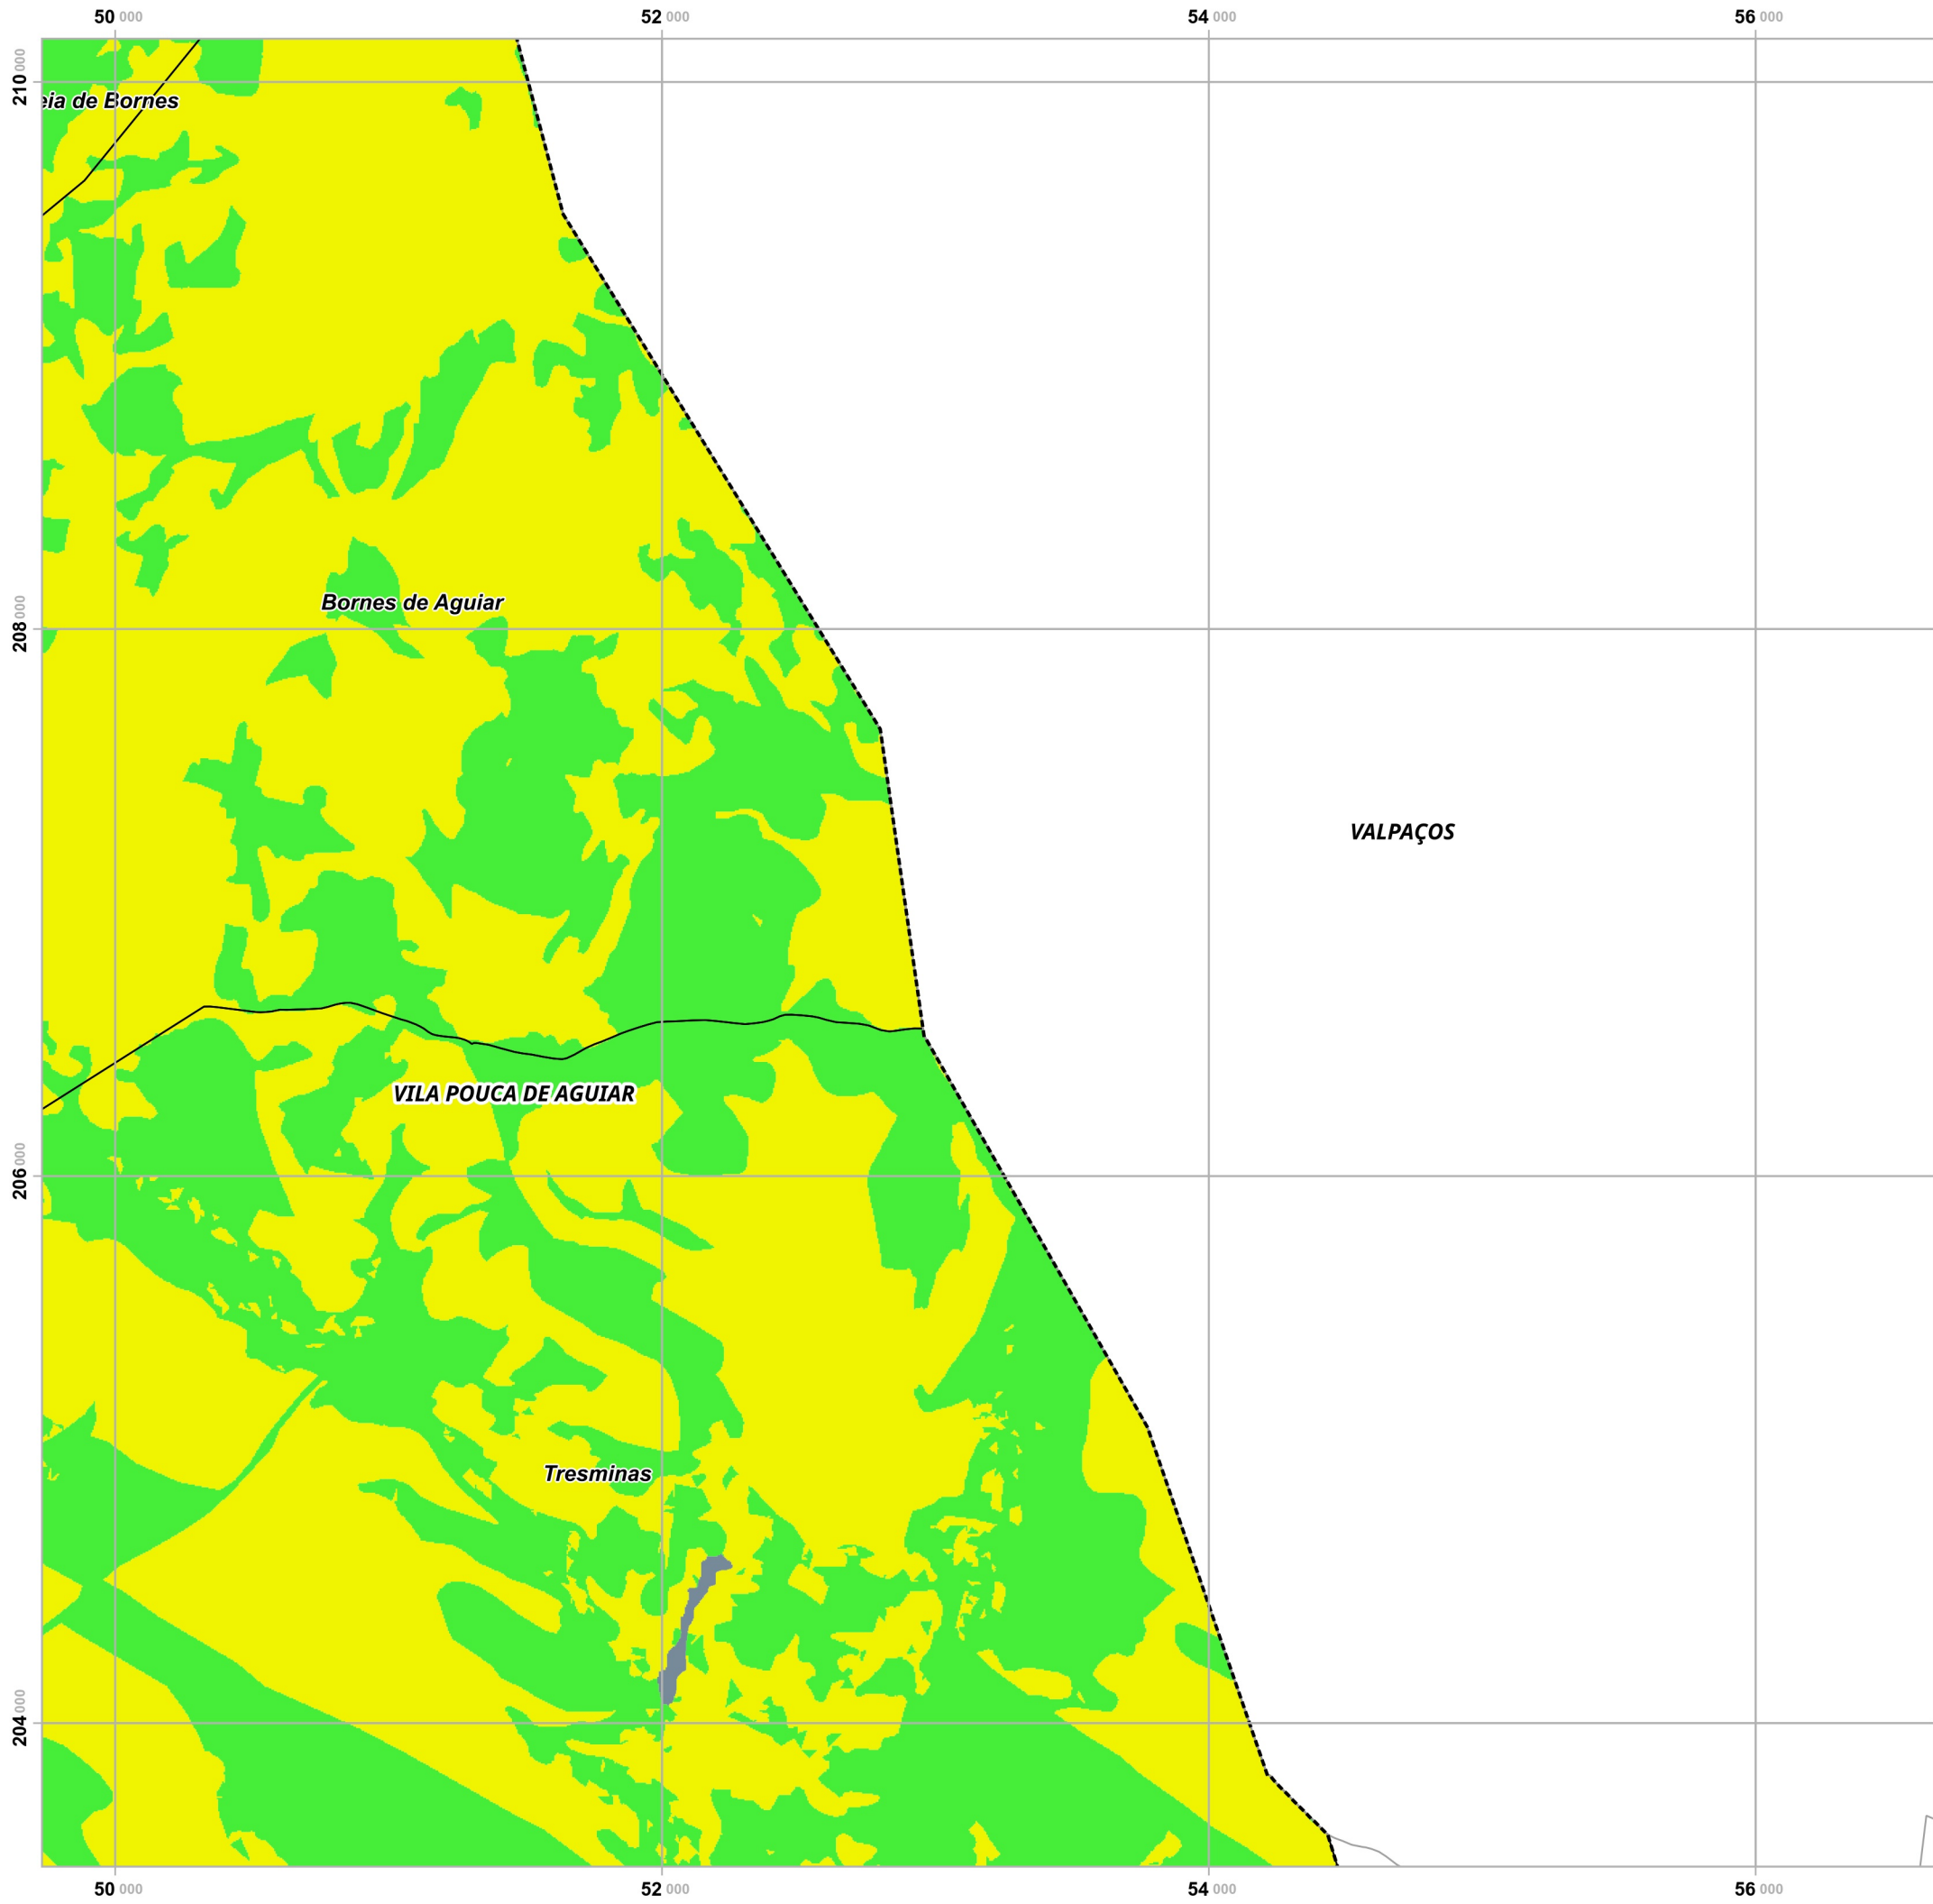 50 000 52 000 54 000 56 000
210 000
eia de Bornes
Bornes de Aguiar
208 000
VALPAÇOS
VILA POUCA DE AGUIAR
206 000
Tresminas
204 000
50 000 52 000 54 000 56 000